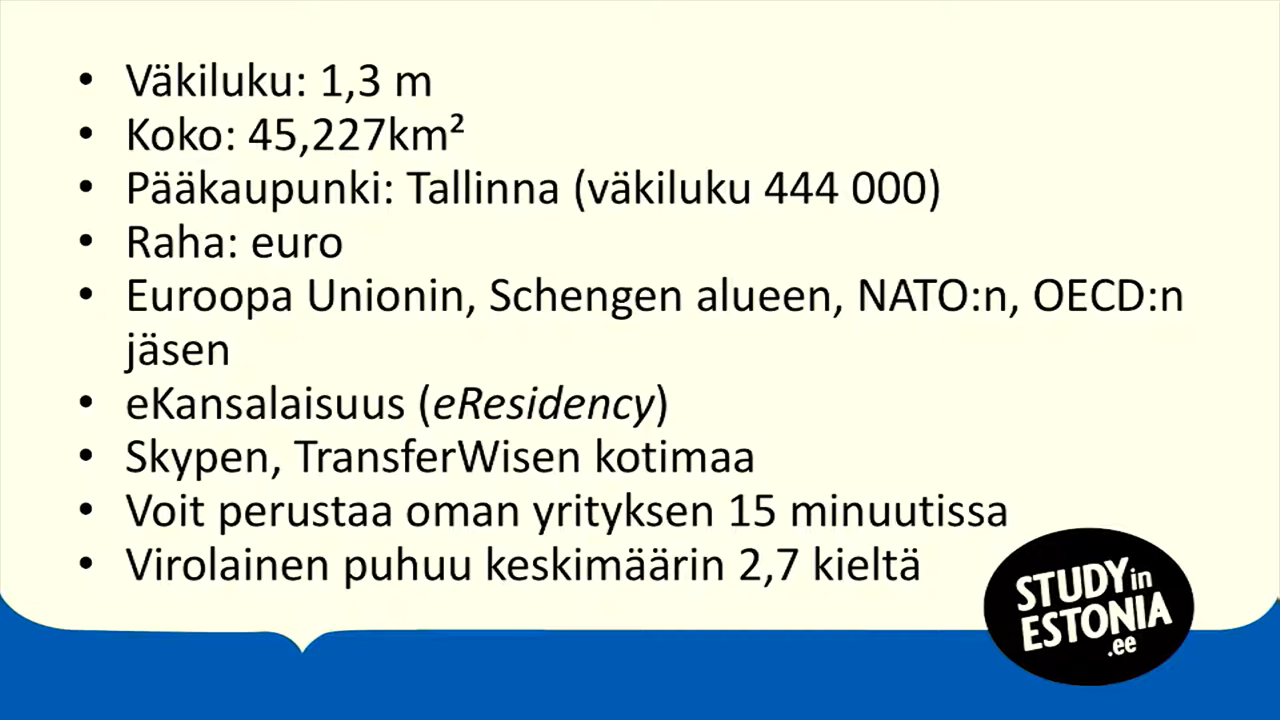 • Väkiluku: 1,3 m
• Koko: 45,227km²
• Pääkaupunki: Tallinna (väkiluku 444 000)
• Raha: euro
• Euroopa Unionin, Schengen alueen, NATO:n, OECD:n
jäsen
• eKansalaisuus (eResidency)
• Skypen, TransferWisen kotimaa
• Voit perustaa oman yrityksen 15 minuutissa
• Virolainen puhuu keskimäärin 2,7 kieltä
STUDY in
ESTONIA
.ee